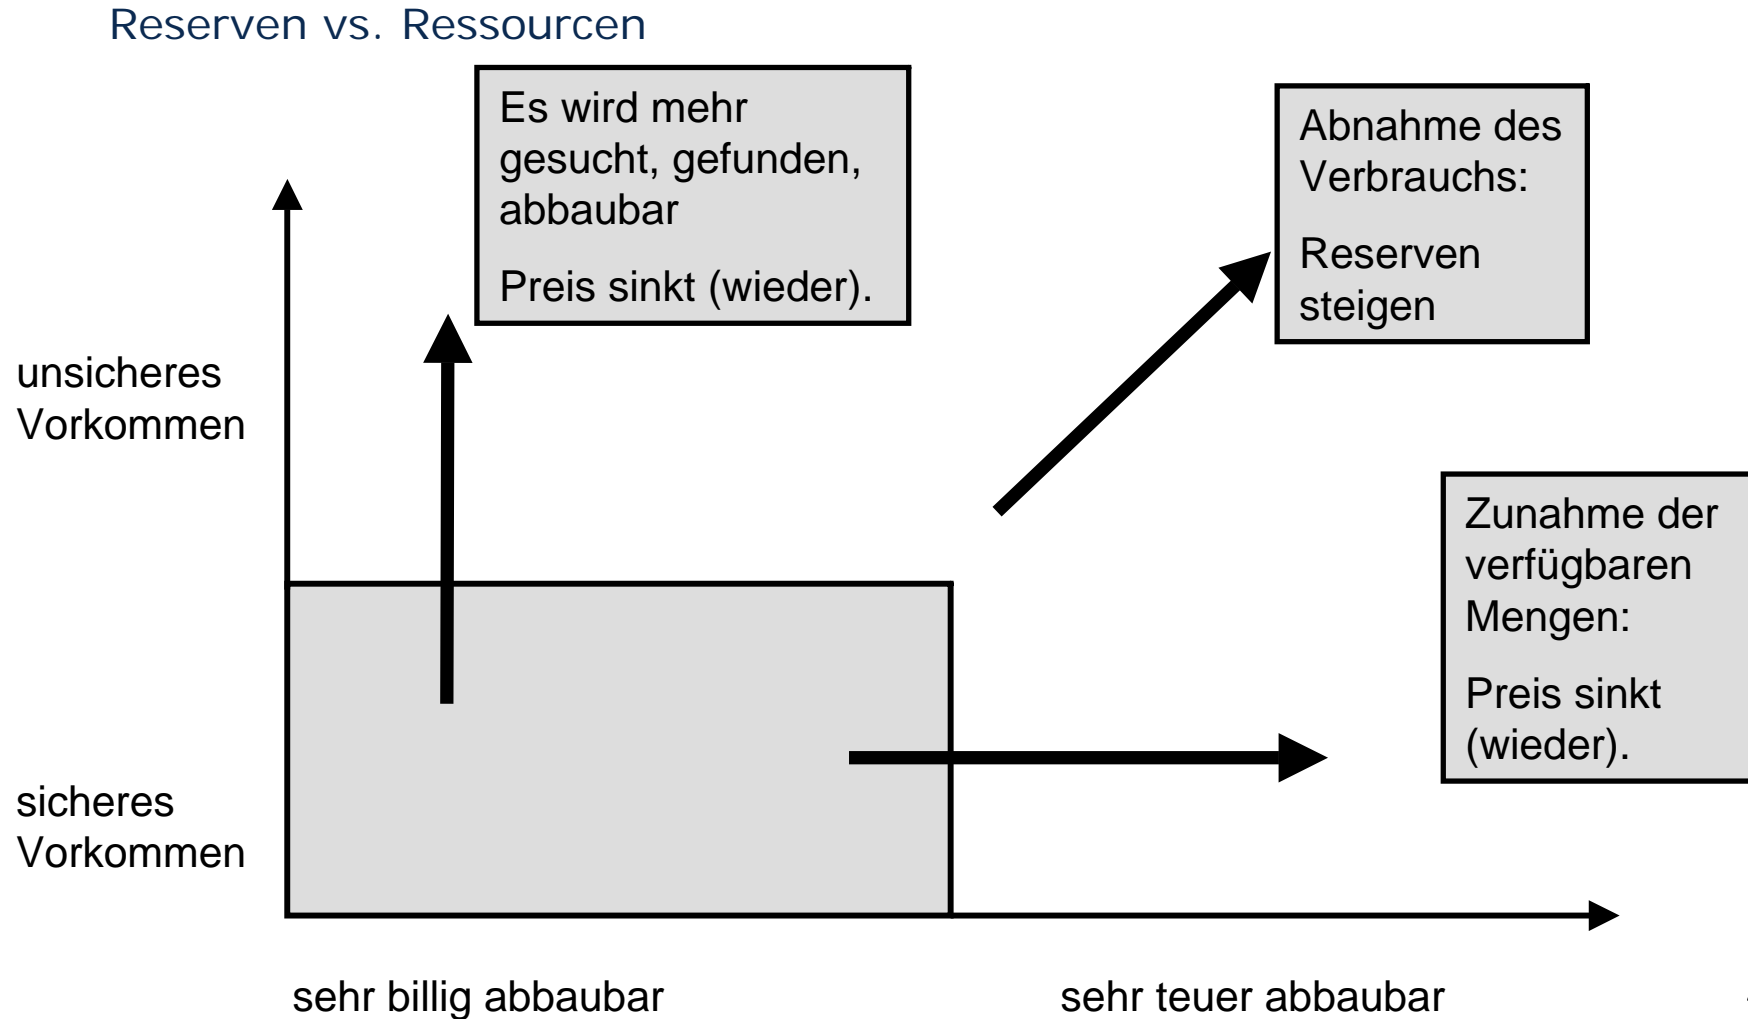 Reserven vs. Ressourcen
Es wird mehr
gesucht, gefunden,
abbaubar
Preis sinkt (wieder).
Abnahme des
Verbrauchs:
Reserven
steigen
unsicheres
Vorkommen
Zunahme der
verfügbaren
Mengen:
Preis sinkt
(wieder).
sicheres
Vorkommen
sehr billig abbaubar
sehr teuer abbaubar